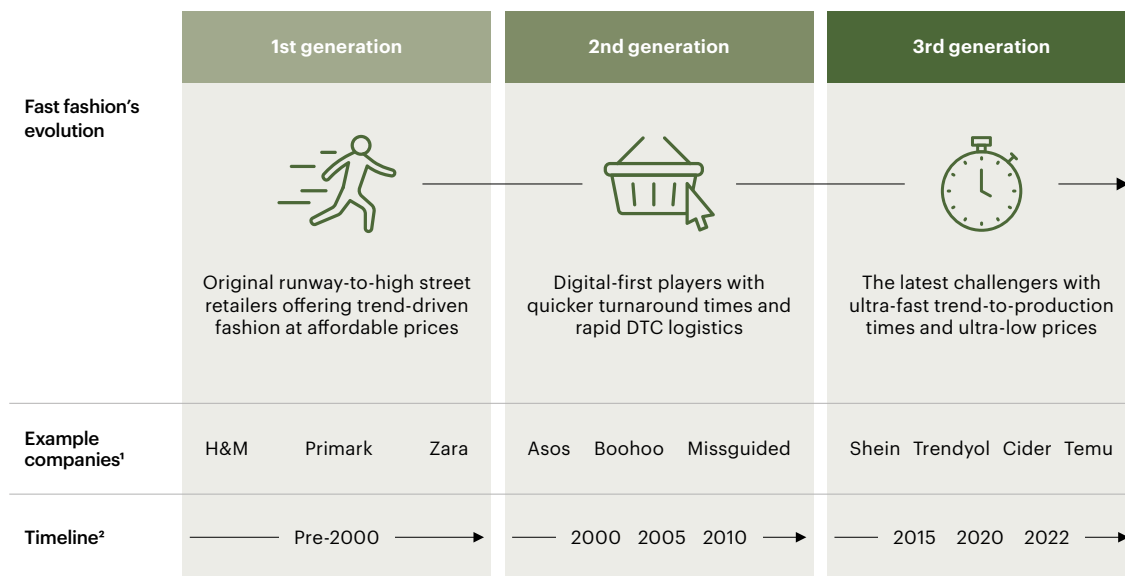 1st generation
2nd generation
3rd generation
Fast fashion's
evolution
Original runway-to-high street
retailers offering trend-driven
fashion at affordable prices
Digital-first players with
quicker turnaround times and
rapid DTC logistics
The latest challengers with
ultra-fast trend-to-production
times and ultra-low prices
Example
companies¹
H&M Primark Zara
Asos Boohoo Missguided
Shein Trendyol Cider Temu
Timeline²
Pre-2000
2000 2005 2010
2015 2020 2022